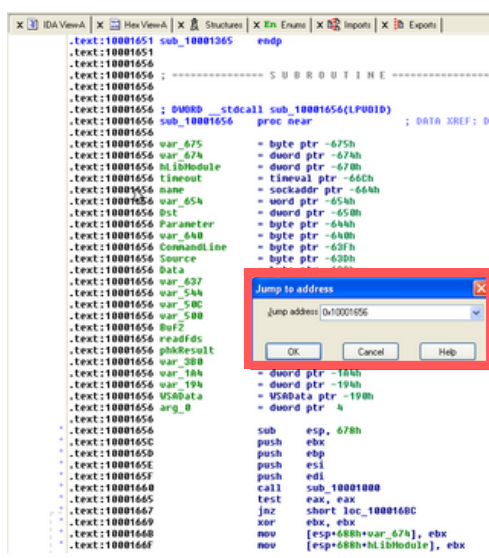 IDA View-A Hex View-A Structures En Enums Imports Exports
.text:10001651 sub_10001365 endp
.text:10001651
.text:10001656
.text:10001656 ; =============== S U B R O U T I N E ================
.text:10001656
.text:10001656
.text:10001656 ; DWORD __stdcall sub_10001656(LPVOID)
.text:10001656 sub_10001656 proc near ; DATA XREF: D
.text:10001656
.text:10001656 var_675 = byte ptr -675h
.text:10001656 var_674 = dword ptr -674h
.text:10001656 hLibModule = dword ptr -670h
.text:10001656 timeout = timeval ptr -66Ch
.text:10001656 name = sockaddr ptr -664h
.text:10001656 var_654 = word ptr -654h
.text:10001656 Dst = dword ptr -650h
.text:10001656 Parameter = byte ptr -644h
.text:10001656 var_640 = byte ptr -640h
.text:10001656 CommandLine = byte ptr -63Fh
.text:10001656 Source = byte ptr -63Dh
.text:10001656 Data
.text:10001656 var_637
.text:10001656 var_544
.text:10001656 var_50C
.text:10001656 var_500
.text:10001656 Buf2
.text:10001656 readfds
.text:10001656 phkResult
.text:10001656 var_3B0
.text:10001656 var_1A4 = dword ptr -1A4h
.text:10001656 var_194 = dword ptr -194h
.text:10001656 WSAData = WSAData ptr -190h
.text:10001656 arg_0 = dword ptr 4
.text:10001656
.text:10001656 sub esp, 678h
.text:1000165C push ebx
.text:1000165D push ebp
.text:1000165E push esi
.text:1000165F push edi
.text:10001660 call sub_10001000
.text:10001665 test eax, eax
.text:10001667 jnz short loc_100016BC
.text:10001669 xor ebx, ebx
.text:1000166B mov [esp+688h+var_674], ebx
.text:1000166F mov [esp+688h+hLibModule], ebx
Jump to address
Jump address 0x10001656
OK Cancel Help